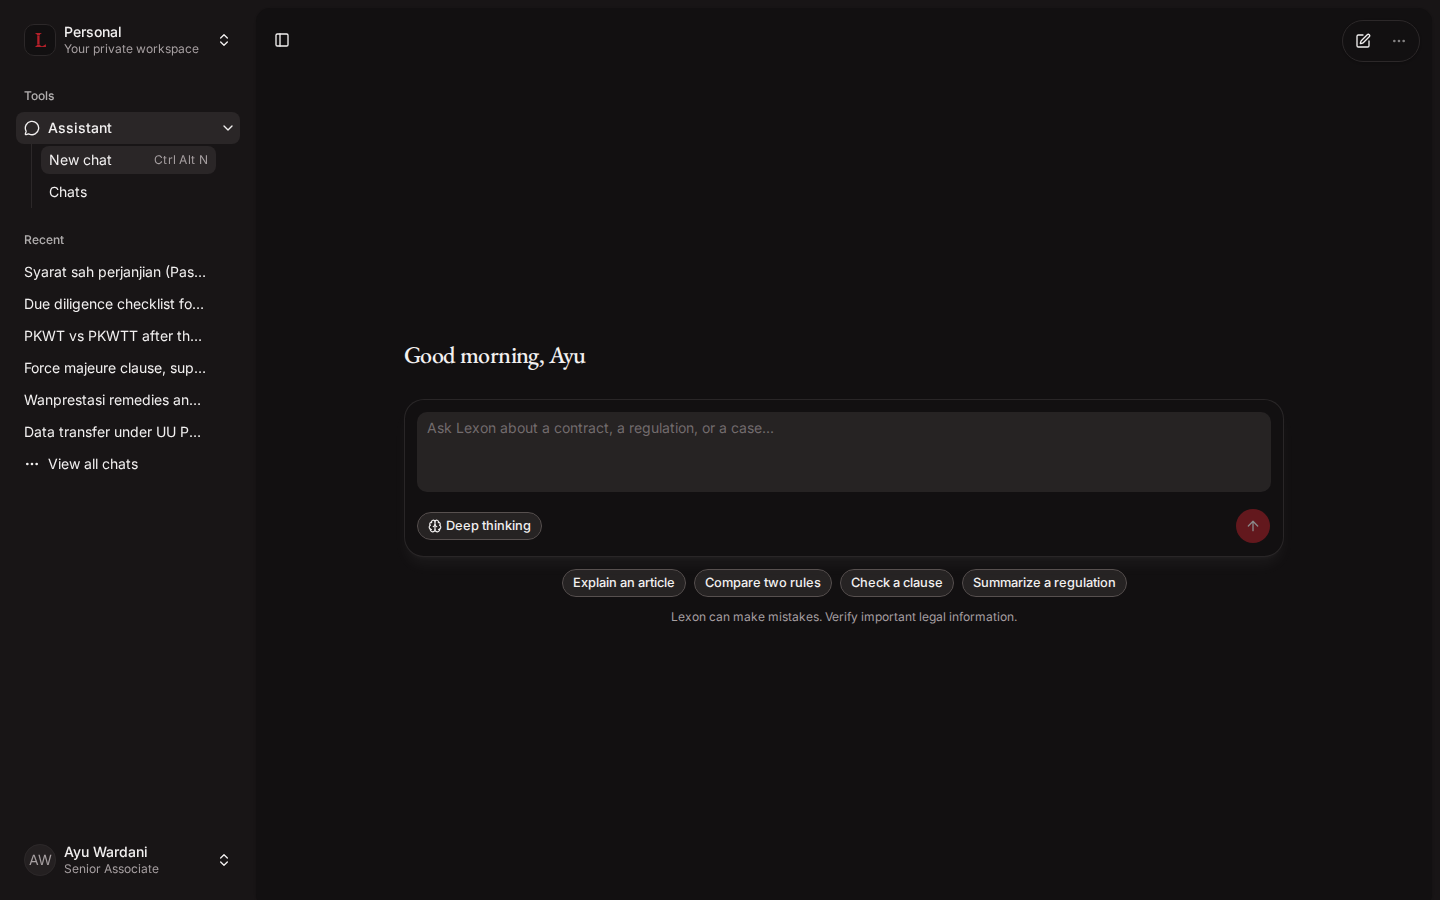 L
Personal
Your private workspace
Tools
Assistant
New chat Ctrl Alt N
Chats
Recent
Syarat sah perjanjian (Pas...
Due diligence checklist fo...
PKWT vs PKWTT after th...
Force majeure clause, sup...
Wanprestasi remedies an...
Data transfer under UU P...
View all chats
AW
Ayu Wardani
Senior Associate
Good morning, Ayu
Ask Lexon about a contract, a regulation, or a case...
Deep thinking
Explain an article Compare two rules Check a clause Summarize a regulation
Lexon can make mistakes. Verify important legal information.